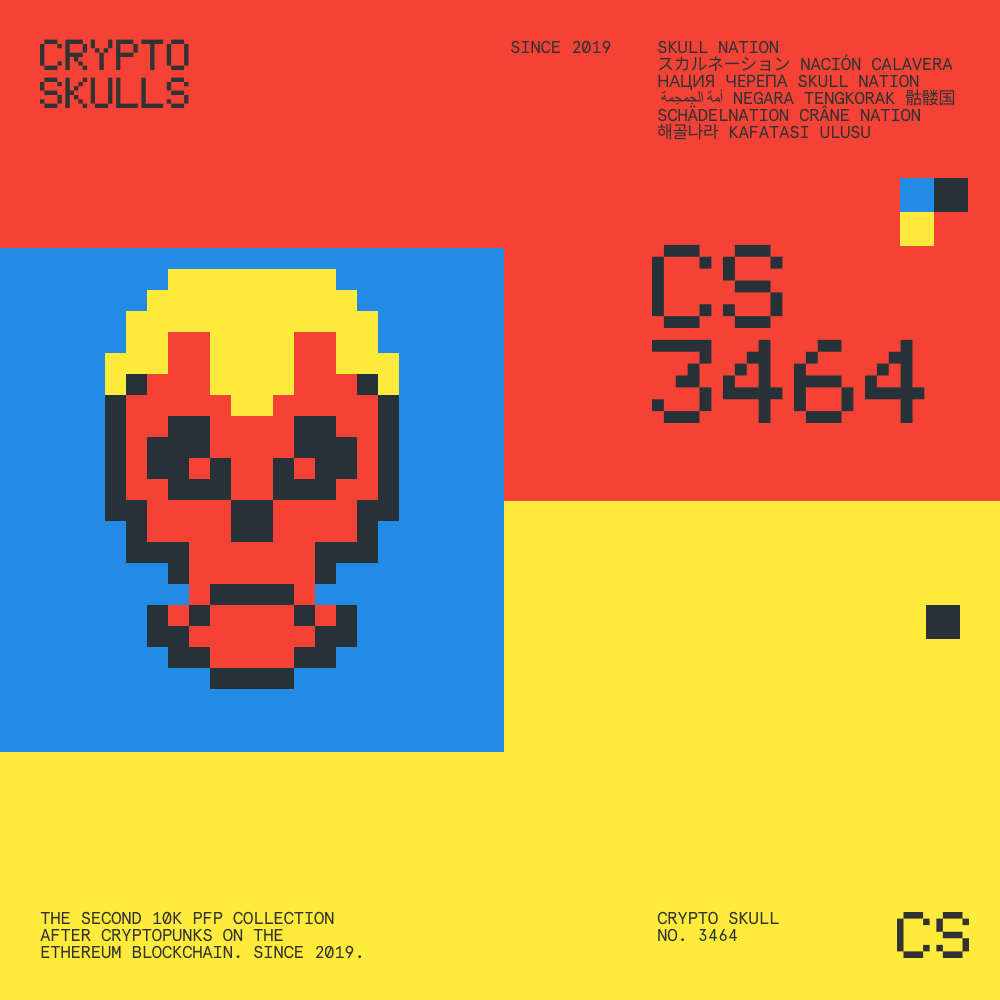 CRYPTO
SKULLS
SINCE 2019
SKULL NATION
スカルネーション NACIÓN CALAVERA
НАЦИЯ ЧЕРЕПА SKULL NATION
أمة الجمجمة NEGARA TENGKORAK 骷髅国
SCHÄDELNATION CRÂNE NATION
해골나라 KAFATASI ULUSU
CS
3464
THE SECOND 10K PFP COLLECTION
AFTER CRYPTOPUNKS ON THE
ETHEREUM BLOCKCHAIN. SINCE 2019.
CRYPTO SKULL
NO. 3464
CS